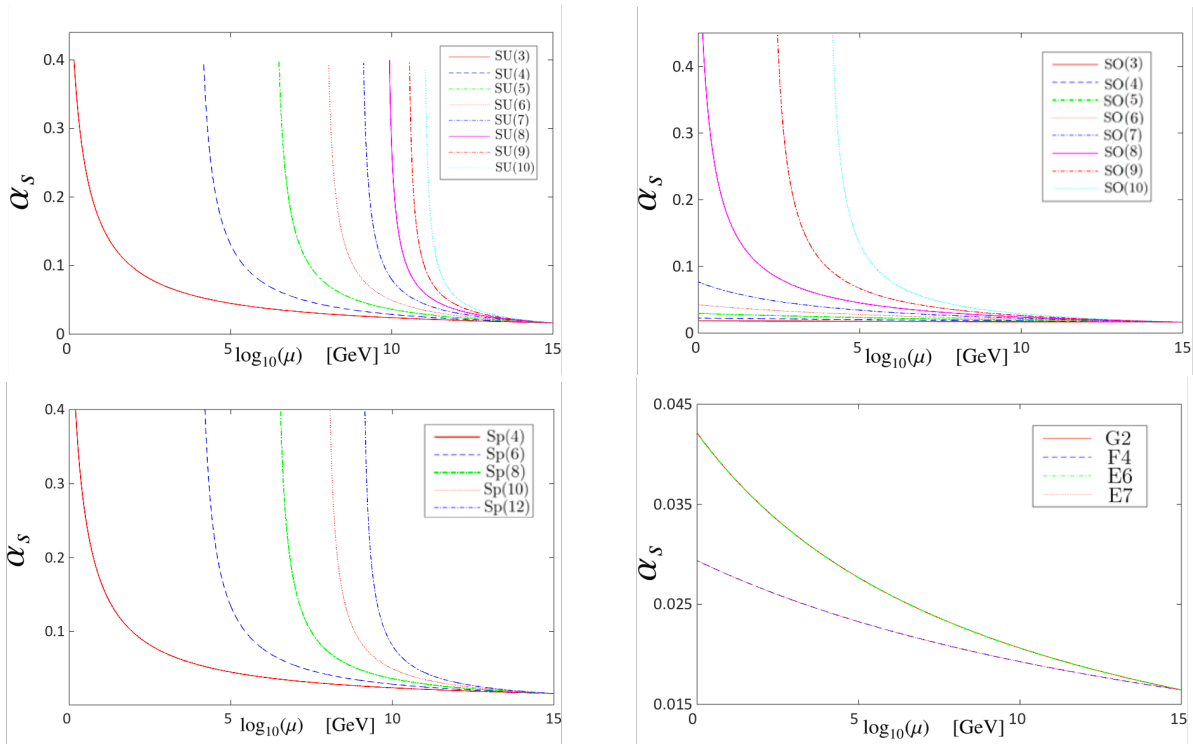 0.4
0.3
0.2
0.1
0
α_s
SU(3)
SU(4)
SU(5)
SU(6)
SU(7)
SU(8)
SU(9)
SU(10)
0 5 10 15
log₁₀(μ) [GeV]
0.4
0.3
0.2
0.1
0
α_s
SO(3)
SO(4)
SO(5)
SO(6)
SO(7)
SO(8)
SO(9)
SO(10)
0 5 10 15
log₁₀(μ) [GeV]
0.4
0.3
0.2
0.1
α_s
Sp(4)
Sp(6)
Sp(8)
Sp(10)
Sp(12)
0 5 10 15
log₁₀(μ) [GeV]
0.045
0.035
0.025
0.015
α_s
G2
F4
E6
E7
0 5 10 15
log₁₀(μ) [GeV]